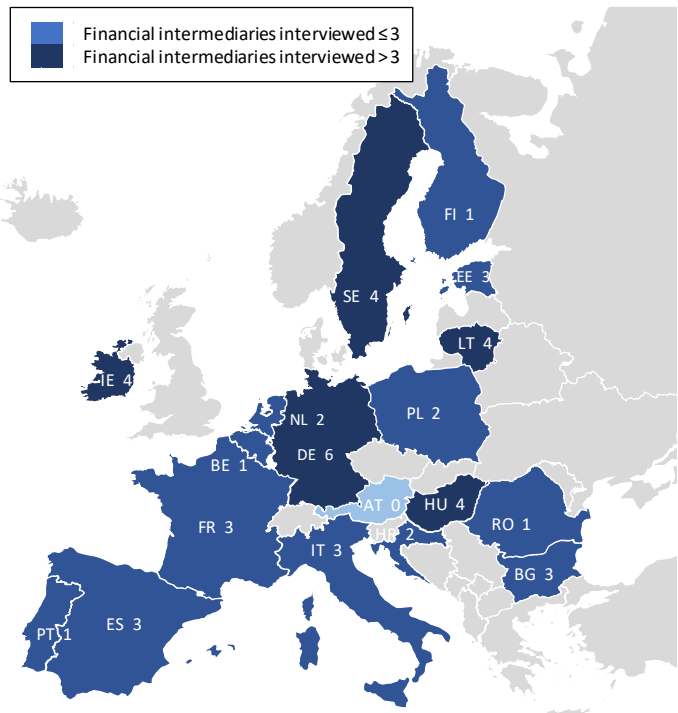 Financial intermediaries interviewed ≤3
Financial intermediaries interviewed >3
FI 1
EE 3
SE 4
LT 4
IE 4
NL 2
PL 2
DE 6
BE 1
AT 0
HU 4
FR 3
RO 1
HR 2
IT 3
BG 3
ES 3
PT 1